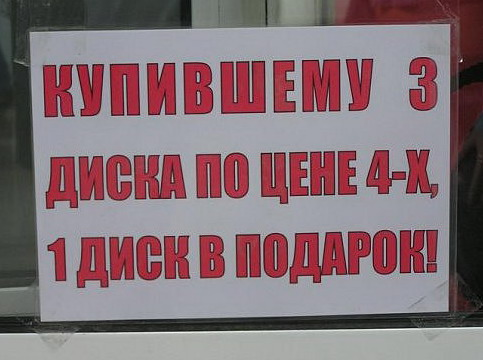 КУПИВШЕМУ 3
ДИСКА ПО ЦЕНЕ 4-Х,
1 ДИСК В ПОДАРОК!